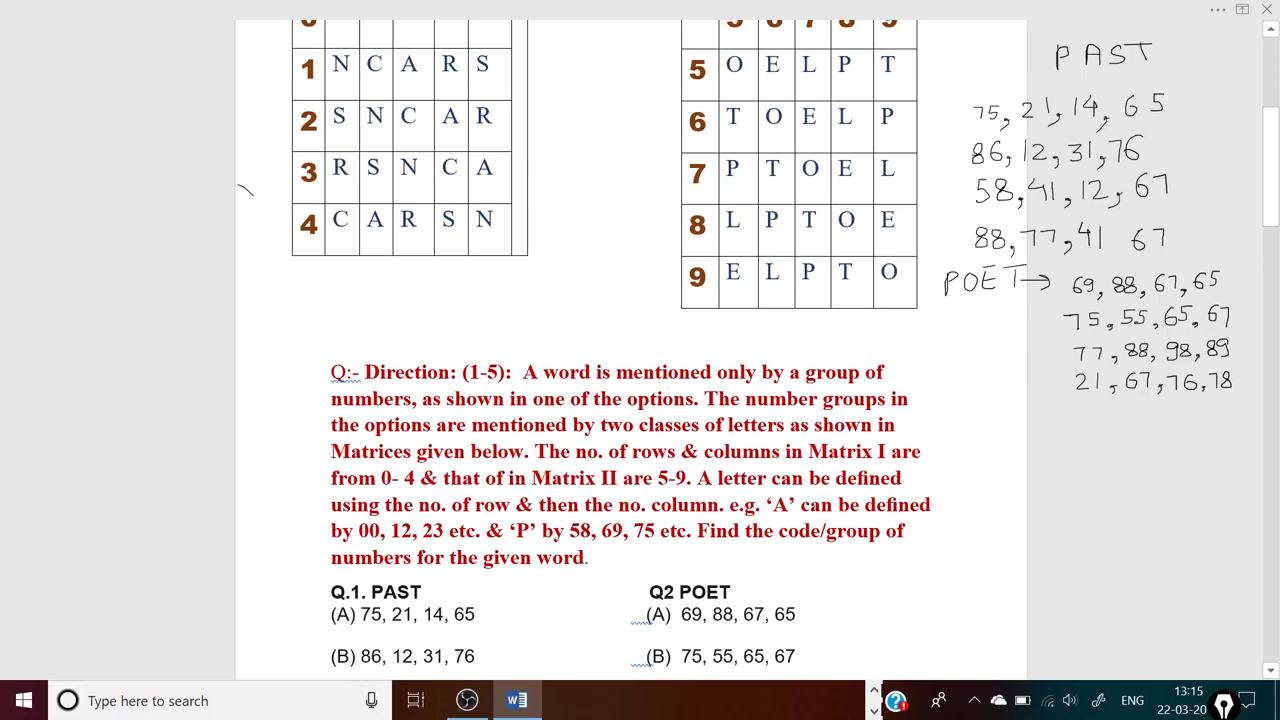 0
5 6 7 8 9
1 N C A R S
2 S N C A R
3 R S N C A
4 C A R S N
5 O E L P T
6 T O E L P
7 P T O E L
8 L P T O E
9 E L P T O
PAST
75, 21, 14, 65
86, 12, 31, 76
58, 41, 12, 67
88, 77, 41 67
POET→ 69, 88, 67, 65
75, 55, 65, 67
77, 88, 98, 89
21, 67, 76, 78
Q:- Direction: (1-5): A word is mentioned only by a group of
numbers, as shown in one of the options. The number groups in
the options are mentioned by two classes of letters as shown in
Matrices given below. The no. of rows & columns in Matrix I are
from 0- 4 & that of in Matrix II are 5-9. A letter can be defined
using the no. of row & then the no. column. e.g. ‘A’ can be defined
by 00, 12, 23 etc. & ‘P’ by 58, 69, 75 etc. Find the code/group of
numbers for the given word.
Q.1. PAST Q2 POET
(A) 75, 21, 14, 65 (A) 69, 88, 67, 65
(B) 86, 12, 31, 76 (B) 75, 55, 65, 67
Type here to search
ENG
13:15
22-03-20